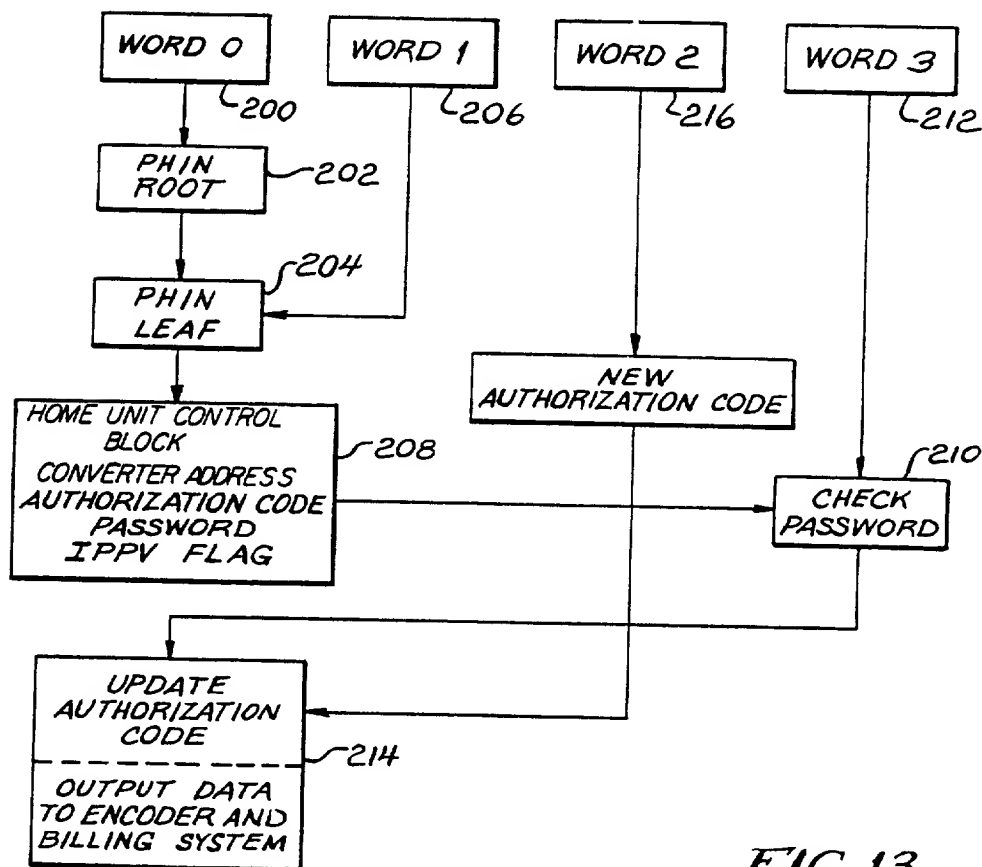 WORD 0
WORD 1
WORD 2
WORD 3
200
206
216
212
PHIN
ROOT
202
204
PHIN
LEAF
HOME UNIT CONTROL
BLOCK
CONVERTER ADDRESS
AUTHORIZATION CODE
PASSWORD
IPPV FLAG
208
NEW
AUTHORIZATION CODE
210
CHECK
PASSWORD
UPDATE
AUTHORIZATION
CODE
214
OUTPUT DATA
TO ENCODER AND
BILLING SYSTEM
FIG. 13